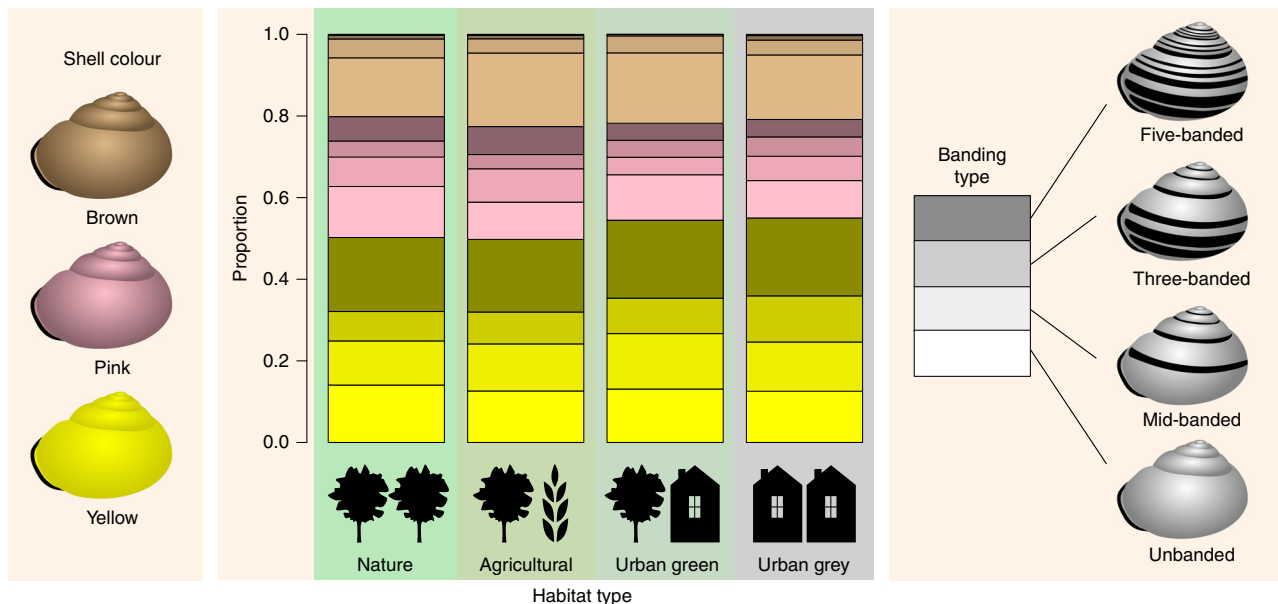 Shell colour
Brown
Pink
Yellow
Proportion
1.0
0.8
0.6
0.4
0.2
0.0
Nature
Agricultural
Urban green
Urban grey
Habitat type
Banding
type
Five-banded
Three-banded
Mid-banded
Unbanded